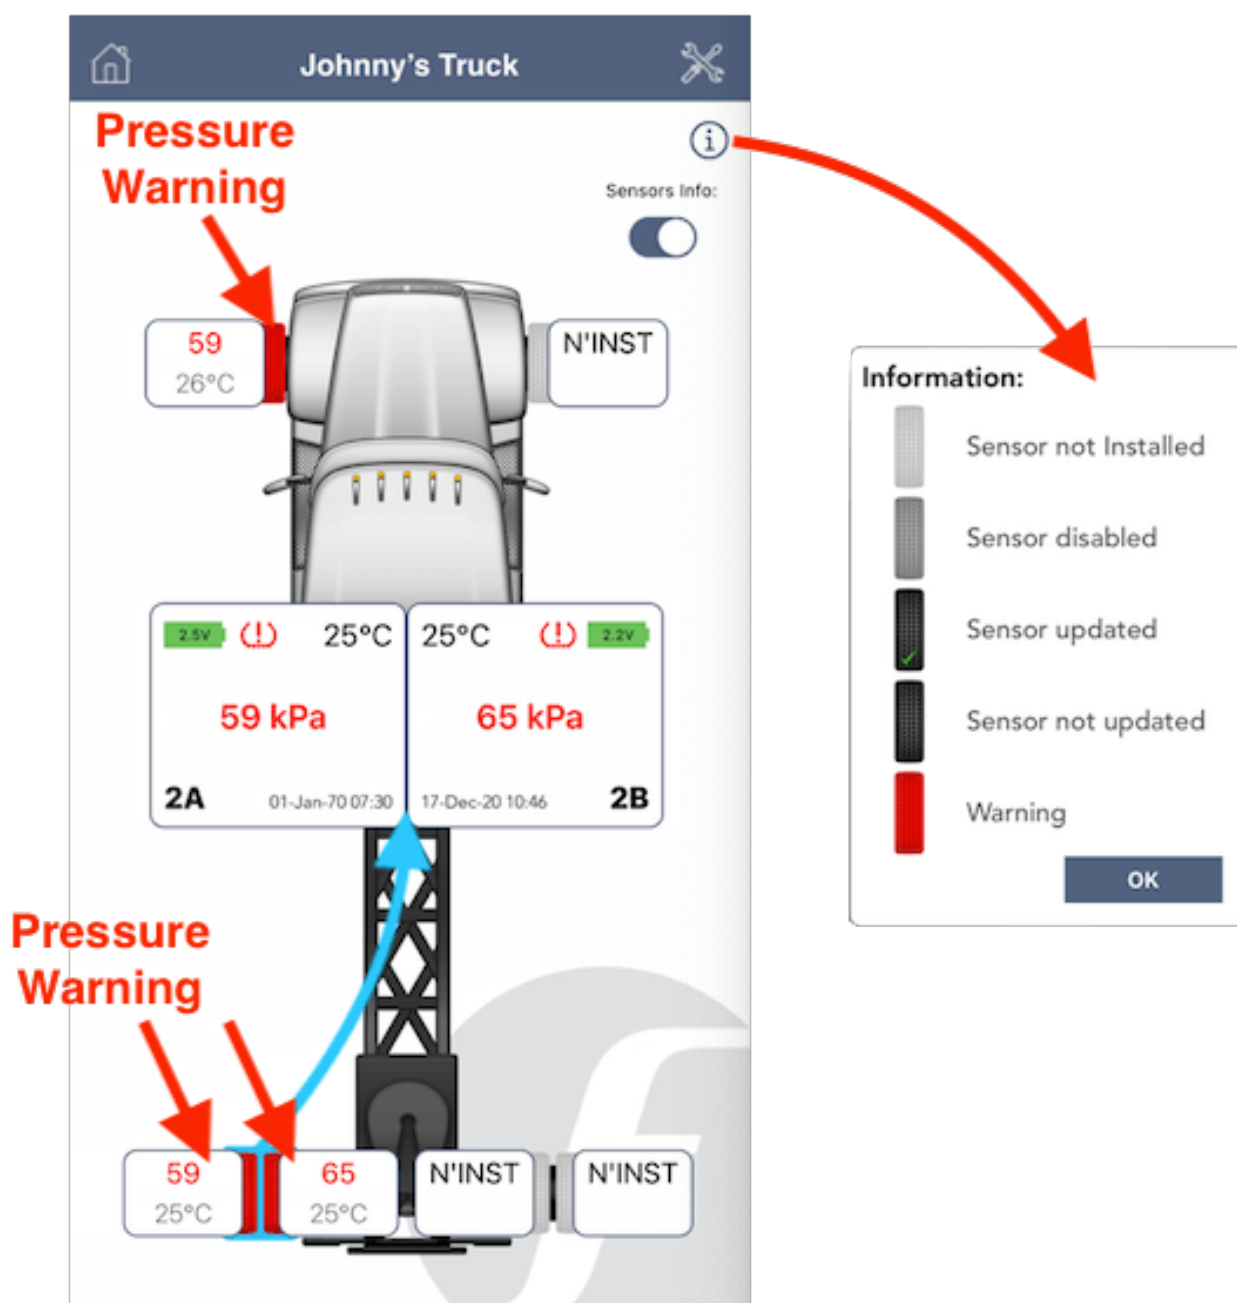 Johnny's Truck
Pressure
Warning
i
Sensors Info:
59
26°C
N'INST
2.5V (!) 25°C
59 kPa
2A 01-Jan-70 07:30
25°C (!) 2.2V
65 kPa
17-Dec-20 10:46 2B
Pressure
Warning
59
25°C
65
25°C
N'INST
N'INST
Information:
Sensor not Installed
Sensor disabled
Sensor updated
Sensor not updated
Warning
OK